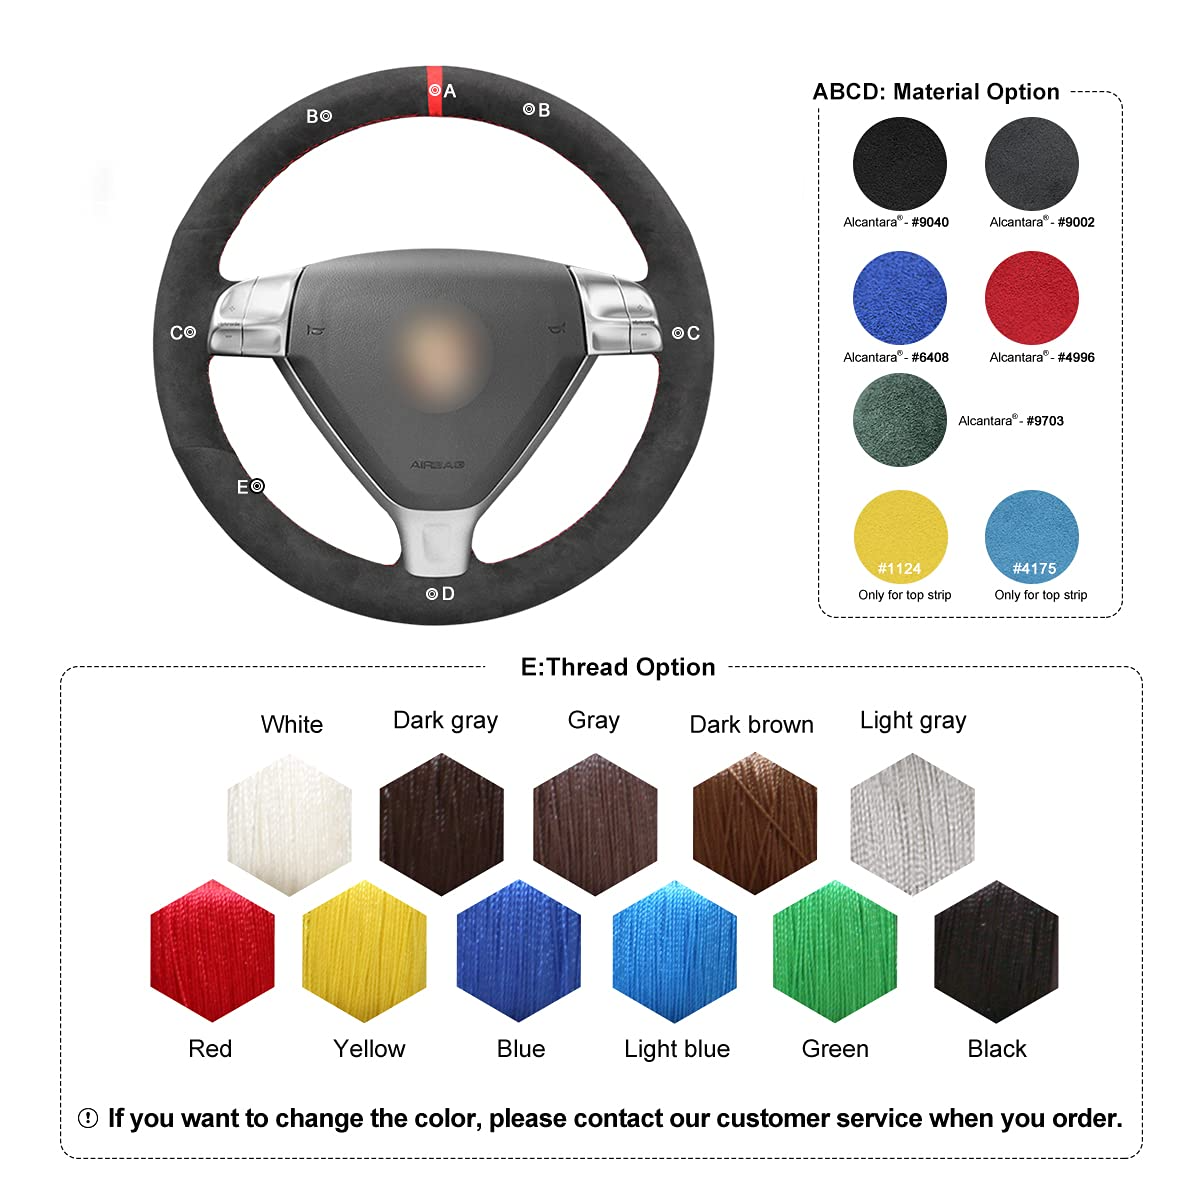 A
B
B
C
C
E
D
AIRBAG
ABCD: Material Option
Alcantara® - #9040
Alcantara® - #9002
Alcantara® - #6408
Alcantara® - #4996
Alcantara® - #9703
#1124
#4175
Only for top strip
Only for top strip
E:Thread Option
White
Dark gray
Gray
Dark brown
Light gray
Red
Yellow
Blue
Light blue
Green
Black
! If you want to change the color, please contact our customer service when you order.